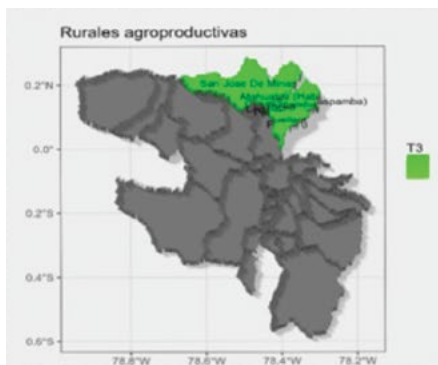 Rurales agroproductivas
0.2°N
0.0°
0.2°S
0.4°S
0.6°S
78.8°W
78.6°W
78.4°W
78.2°W
San Jose De Minas
Atahualpa (Haba
T3